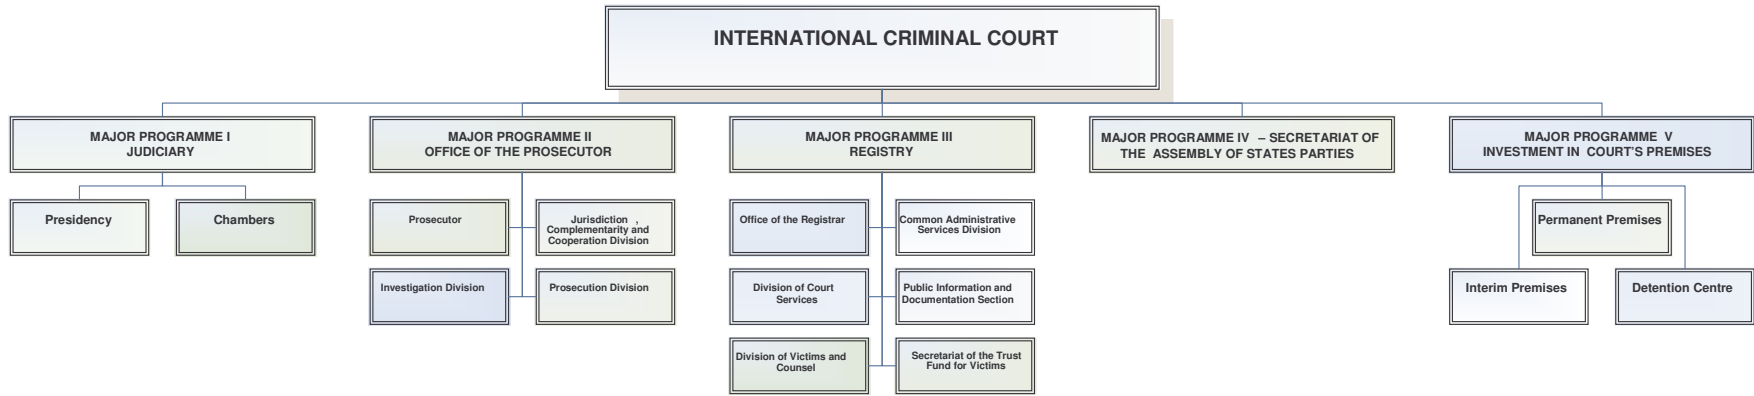 INTERNATIONAL CRIMINAL COURT
MAJOR PROGRAMME I
JUDICIARY
MAJOR PROGRAMME II
OFFICE OF THE PROSECUTOR
MAJOR PROGRAMME III
REGISTRY
MAJOR PROGRAMME IV – SECRETARIAT OF
THE ASSEMBLY OF STATES PARTIES
MAJOR PROGRAMME V
INVESTMENT IN COURT'S PREMISES
Presidency
Chambers
Prosecutor
Jurisdiction ,
Complementarity and
Cooperation Division
Investigation Division
Prosecution Division
Office of the Registrar
Common Administrative
Services Division
Division of Court
Services
Public Information and
Documentation Section
Division of Victims and
Counsel
Secretariat of the Trust
Fund for Victims
Permanent Premises
Interim Premises
Detention Centre